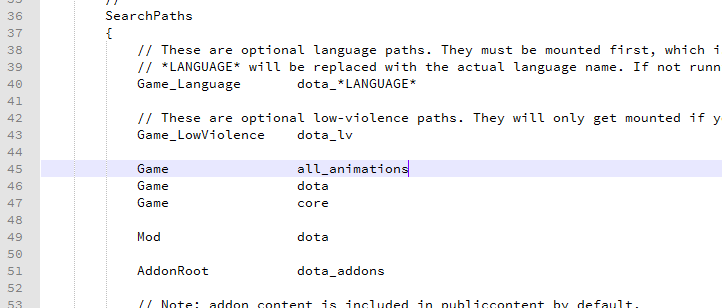 35 //
36 SearchPaths
37 {
38 // These are optional language paths. They must be mounted first, which i
39 // *LANGUAGE* will be replaced with the actual language name. If not runn
40 Game_Language dota_*LANGUAGE*
41
42 // These are optional low-violence paths. They will only get mounted if y
43 Game_LowViolence dota_lv
44
45 Game all_animations
46 Game dota
47 Game core
48
49 Mod dota
50
51 AddonRoot dota_addons
52
53 // Note: addon content is included in publiccontent by default.